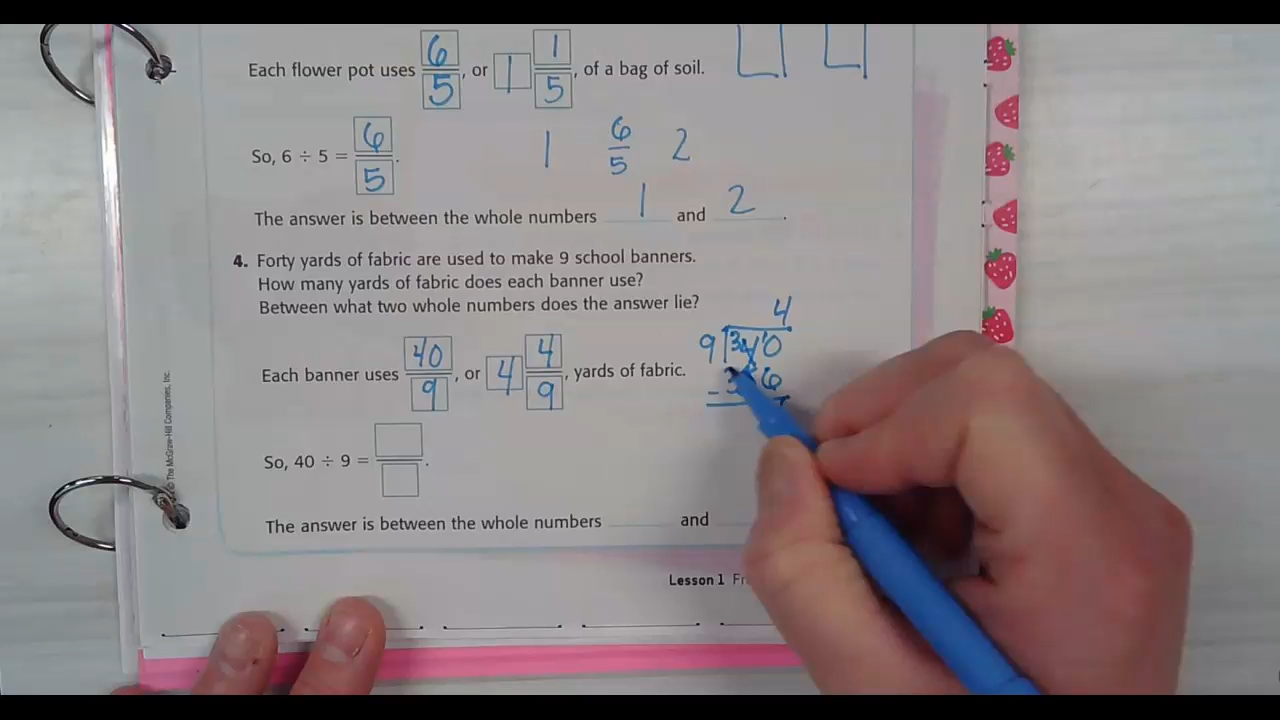 6 1
Each flower pot uses 5, or 1 5, of a bag of soil.
6
So, 6 ÷ 5 = 5.
1 6/5 2
The answer is between the whole numbers 1 and 2.
4. Forty yards of fabric are used to make 9 school banners.
How many yards of fabric does each banner use?
Between what two whole numbers does the answer lie?
4
40 4
Each banner uses 9, or 4 9, yards of fabric.
9
So, 40 ÷ 9 = .
The answer is between the whole numbers and
Lesson 1
© The McGraw-Hill Companies, Inc.